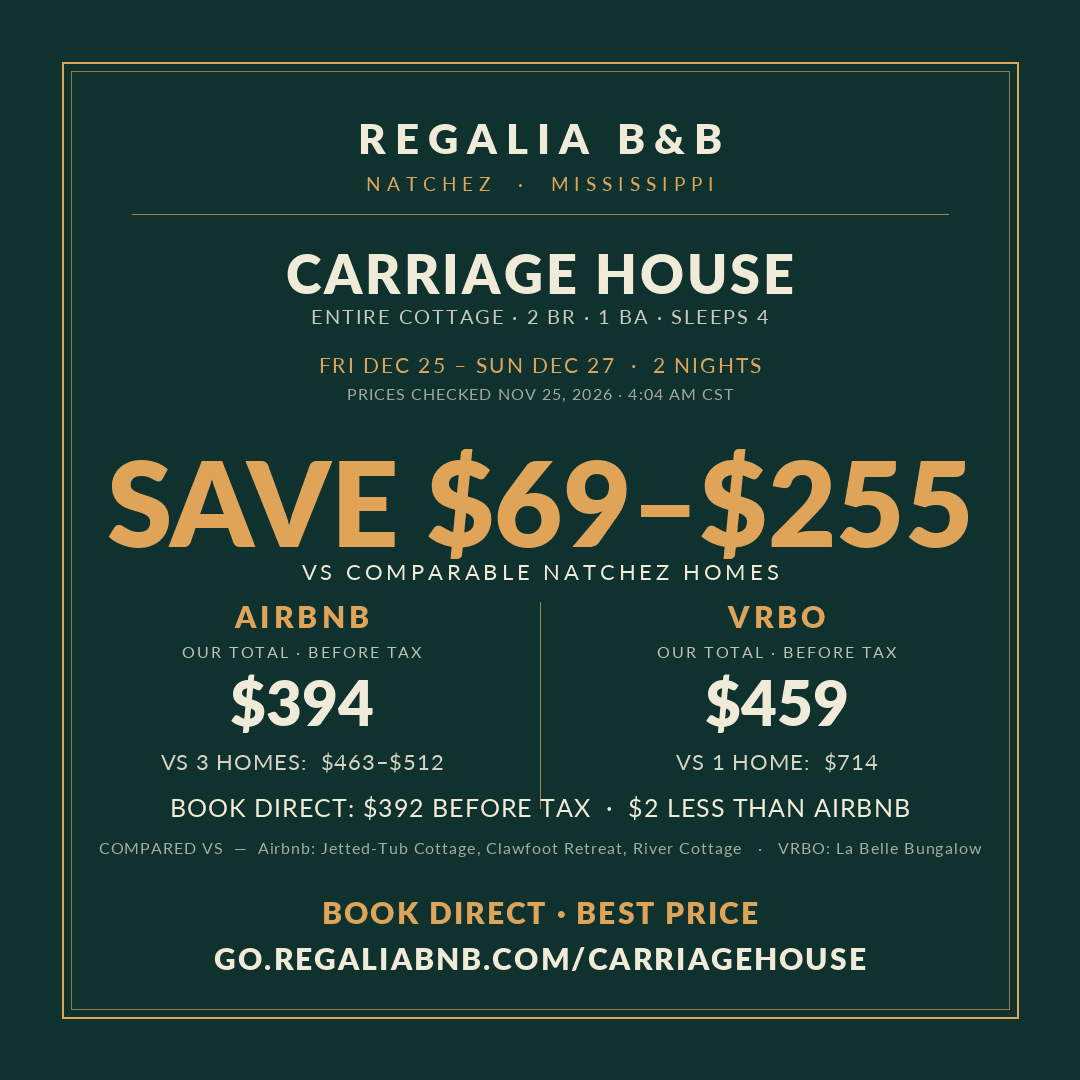 REGALIA B&B
NATCHEZ · MISSISSIPPI
CARRIAGE HOUSE
ENTIRE COTTAGE · 2 BR · 1 BA · SLEEPS 4
FRI DEC 25 – SUN DEC 27 · 2 NIGHTS
PRICES CHECKED NOV 25, 2026 · 4:04 AM CST
SAVE $69–$255
VS COMPARABLE NATCHEZ HOMES
AIRBNB
OUR TOTAL · BEFORE TAX
$394
VS 3 HOMES: $463–$512
VRBO
OUR TOTAL · BEFORE TAX
$459
VS 1 HOME: $714
BOOK DIRECT: $392 BEFORE TAX · $2 LESS THAN AIRBNB
COMPARED VS — Airbnb: Jetted-Tub Cottage, Clawfoot Retreat, River Cottage · VRBO: La Belle Bungalow
BOOK DIRECT · BEST PRICE
GO.REGALIABNB.COM/CARRIAGEHOUSE